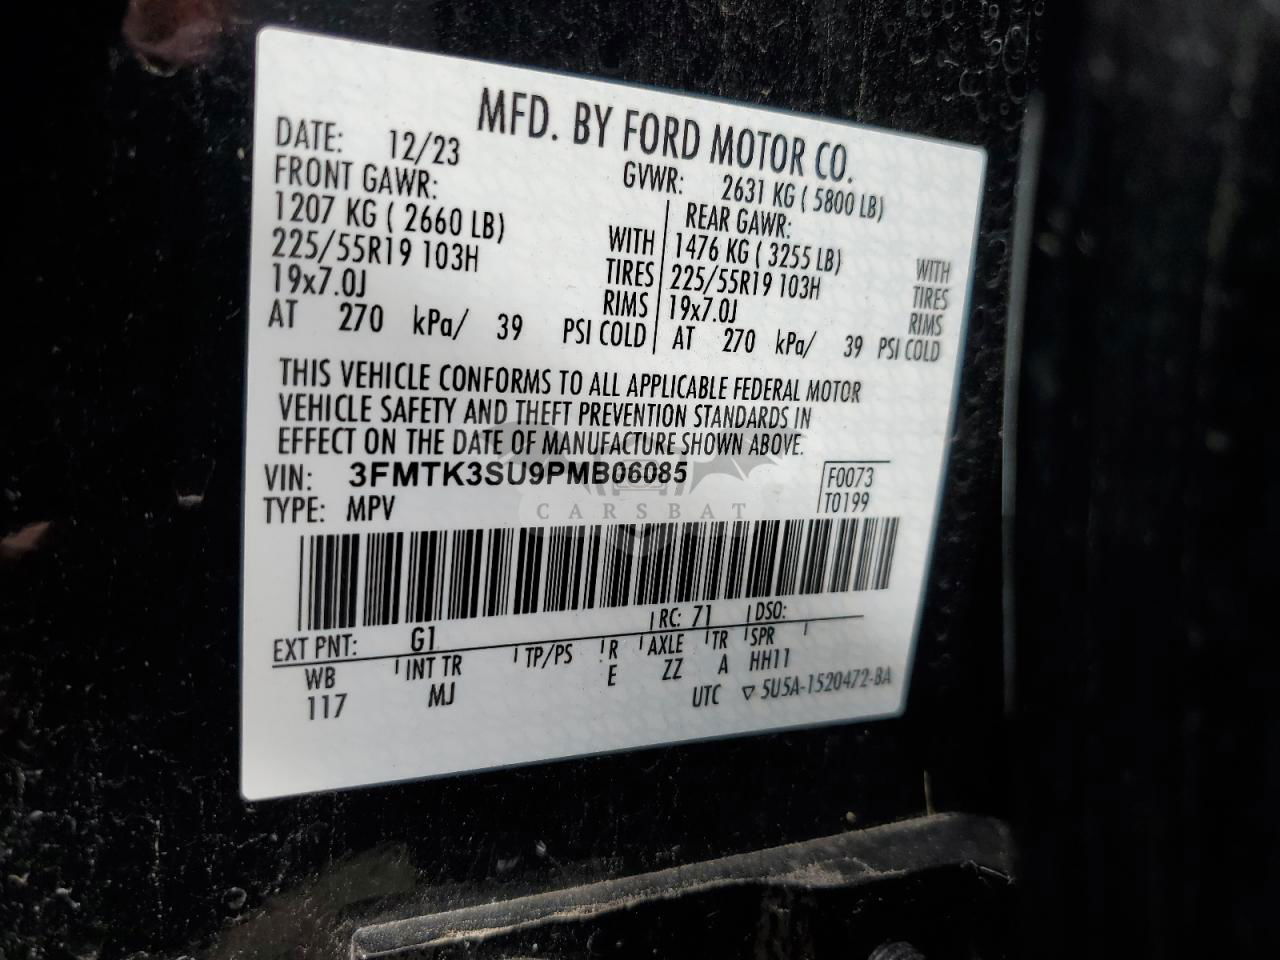 MFD. BY FORD MOTOR CO.
DATE: 12/23 GVWR: 2631 KG ( 5800 LB)
FRONT GAWR: REAR GAWR:
1207 KG ( 2660 LB) WITH 1476 KG ( 3255 LB) WITH
225/55R19 103H TIRES 225/55R19 103H TIRES
19x7.0J RIMS 19x7.0J RIMS
AT 270 kPa/ 39 PSI COLD AT 270 kPa/ 39 PSI COLD
THIS VEHICLE CONFORMS TO ALL APPLICABLE FEDERAL MOTOR
VEHICLE SAFETY AND THEFT PREVENTION STANDARDS IN
EFFECT ON THE DATE OF MANUFACTURE SHOWN ABOVE.
VIN: 3FMTK3SU9PMB06085 F0073
TYPE: MPV T0199
CARSBAT
EXT PNT: G1 RC: 71 DSO:
WB INT TR TP/PS R AXLE TR SPR
117 MJ E ZZ A HH11
UTC ▽ 5U5A-1520472-BA